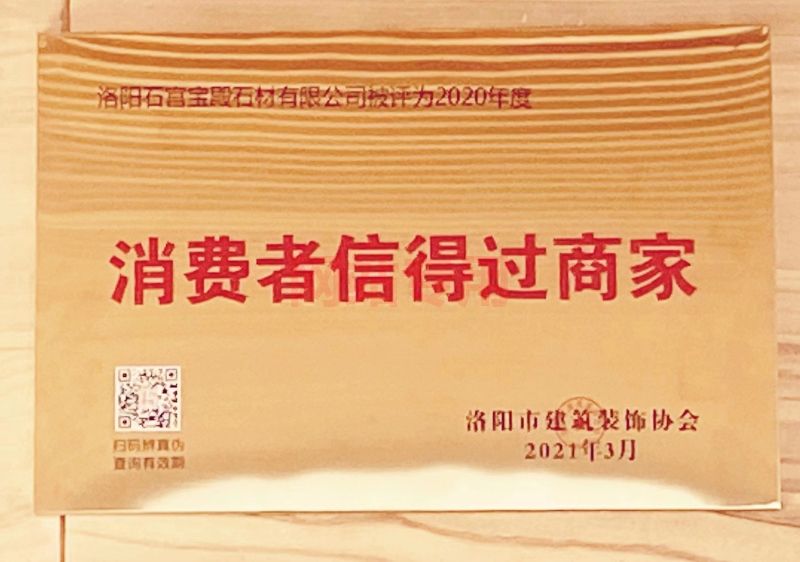 洛阳石宫宝殿石材有限公司被评为2020年度
消费者信得过商家
扫码辨真伪
查询有效期
洛阳市建筑装饰协会
2021年3月